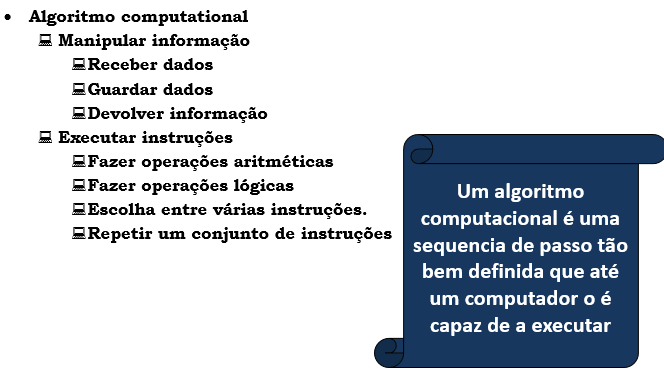 • Algoritmo computational
💻 Manipular informação
💻Receber dados
💻Guardar dados
💻Devolver informação
💻 Executar instruções
💻Fazer operações aritméticas
💻Fazer operações lógicas
💻Escolha entre várias instruções.
💻Repetir um conjunto de instruções
Um algoritmo
computacional é uma
sequencia de passo tão
bem definida que até
um computador o é
capaz de a executar